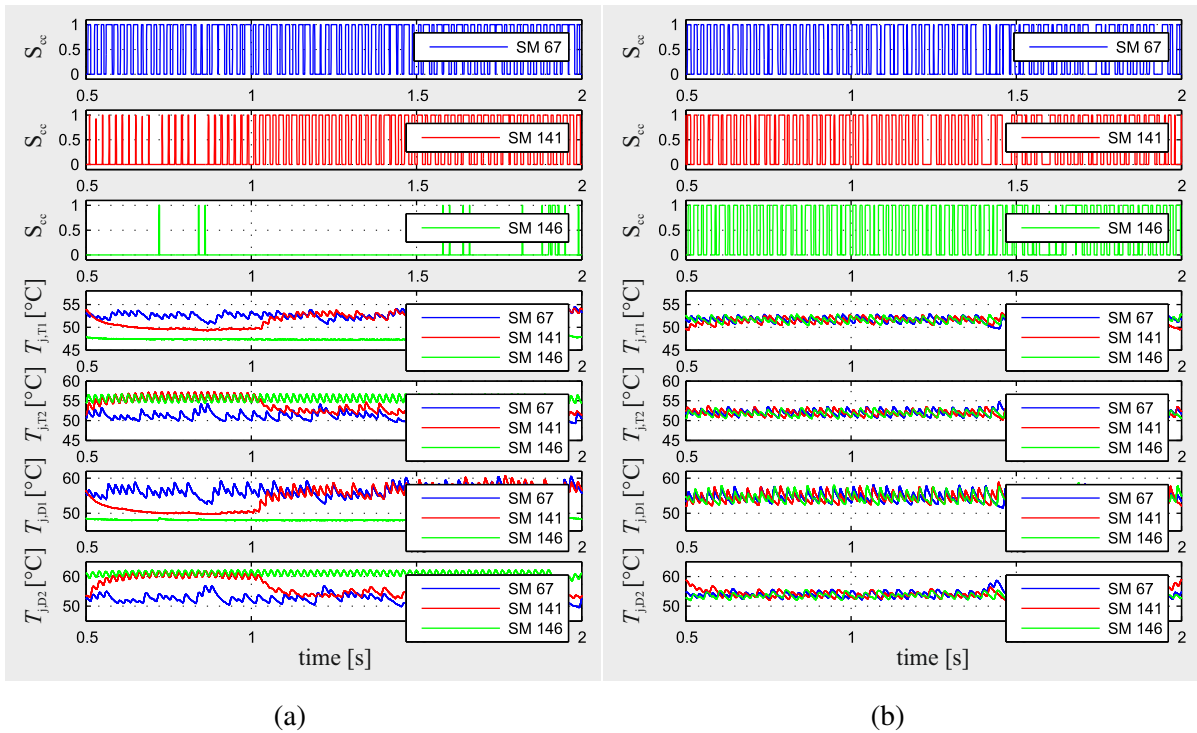 S_cc
1
0.5
0
SM 67
0.5 1 1.5 2
S_cc
1
0.5
0
SM 141
0.5 1 1.5 2
S_cc
1
0.5
0
SM 146
0.5 1 1.5 2
T_j,T1 [°C]
55
50
45
SM 67
SM 141
SM 146
0.5 1 2
T_j,T2 [°C]
60
55
50
45
SM 67
SM 141
SM 146
0.5 1 2
T_j,D1 [°C]
60
50
SM 67
SM 141
SM 146
0.5 1 2
T_j,D2 [°C]
60
50
SM 67
SM 141
SM 146
0.5 1 2
time [s]
(a)
S_cc
1
0.5
0
SM 67
0.5 1 1.5 2
S_cc
1
0.5
0
SM 141
0.5 1 1.5 2
S_cc
1
0.5
0
SM 146
0.5 1 1.5 2
T_j,T1 [°C]
55
50
45
SM 67
SM 141
SM 146
0.5 1 2
T_j,T2 [°C]
60
55
50
45
SM 67
SM 141
SM 146
0.5 1 2
T_j,D1 [°C]
60
50
SM 67
SM 141
SM 146
0.5 1 2
T_j,D2 [°C]
60
50
SM 67
SM 141
SM 146
0.5 1 2
time [s]
(b)